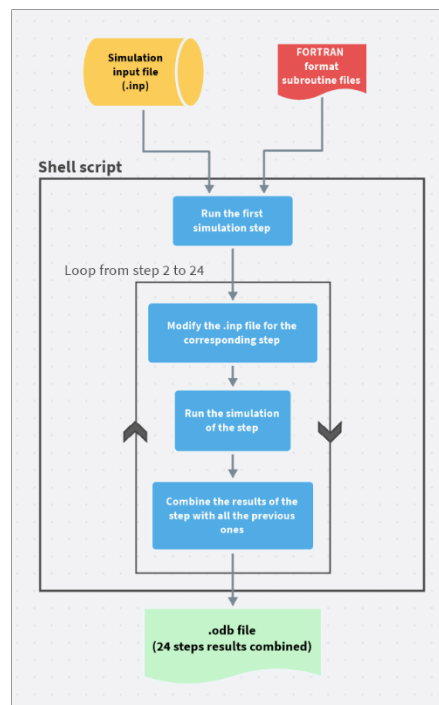 Simulation
input file
(.inp)
FORTRAN
format
subroutine files
Shell script
Run the first
simulation step
Loop from step 2 to 24
Modify the .inp file for the
corresponding step
Run the simulation
of the step
Combine the results of the
step with all the previous
ones
.odb file
(24 steps results combined)